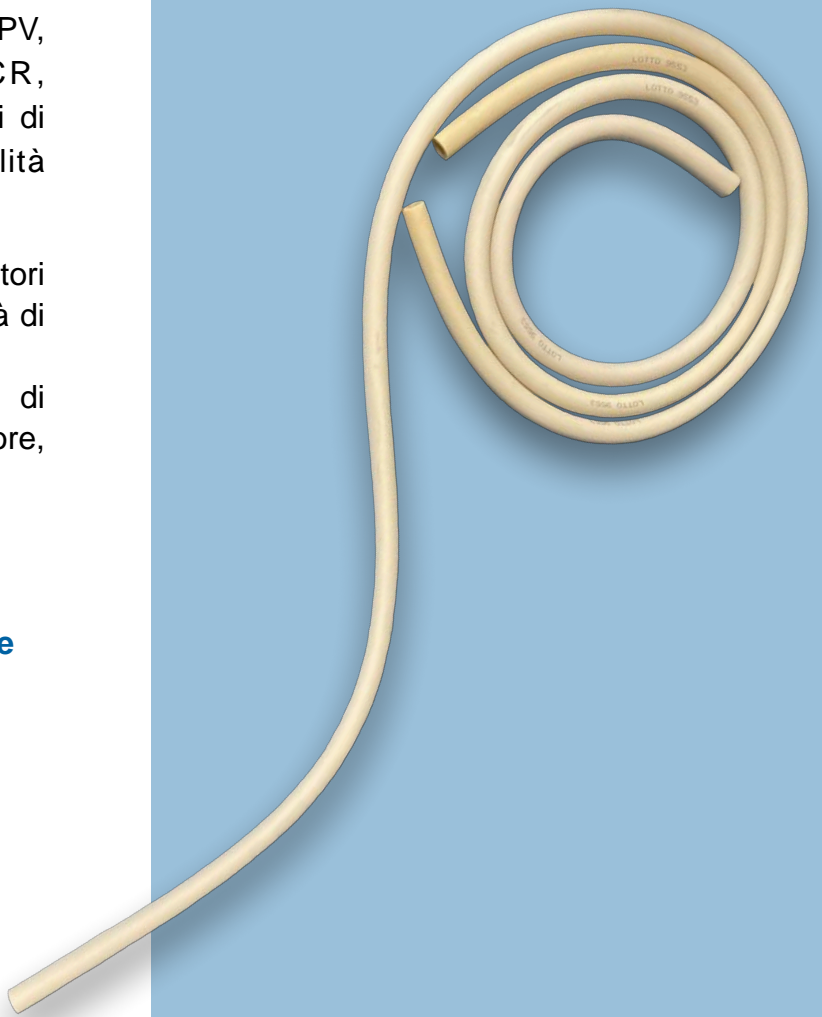 PV,
CR,
i di
lità
tori
à di
di
ore,
e
LOTTO 9663
LOTTO 9663
LOTTO 9663
LOTTO 9663